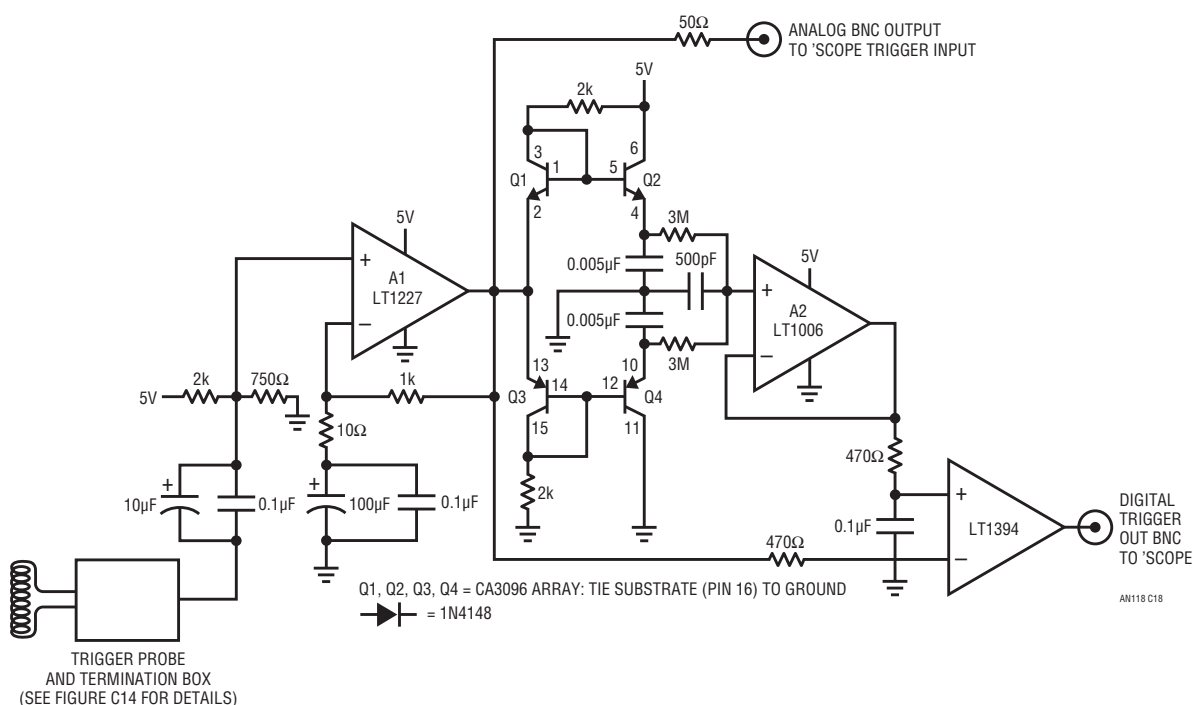 50Ω
ANALOG BNC OUTPUT
TO ’SCOPE TRIGGER INPUT
5V
2k
3
1
Q1
2
6
5
Q2
4
3M
0.005µF
500pF
0.005µF
3M
5V
+
A1
LT1227
–
5V
+
A2
LT1006
–
13
14
Q3
15
10
12
Q4
11
2k
5V
2k
750Ω
1k
10Ω
+
10µF
0.1µF
+
100µF
0.1µF
470Ω
0.1µF
470Ω
+
LT1394
–
DIGITAL
TRIGGER
OUT BNC
TO ’SCOPE
Q1, Q2, Q3, Q4 = CA3096 ARRAY: TIE SUBSTRATE (PIN 16) TO GROUND
= 1N4148
AN118 C18
TRIGGER PROBE
AND TERMINATION BOX
(SEE FIGURE C14 FOR DETAILS)